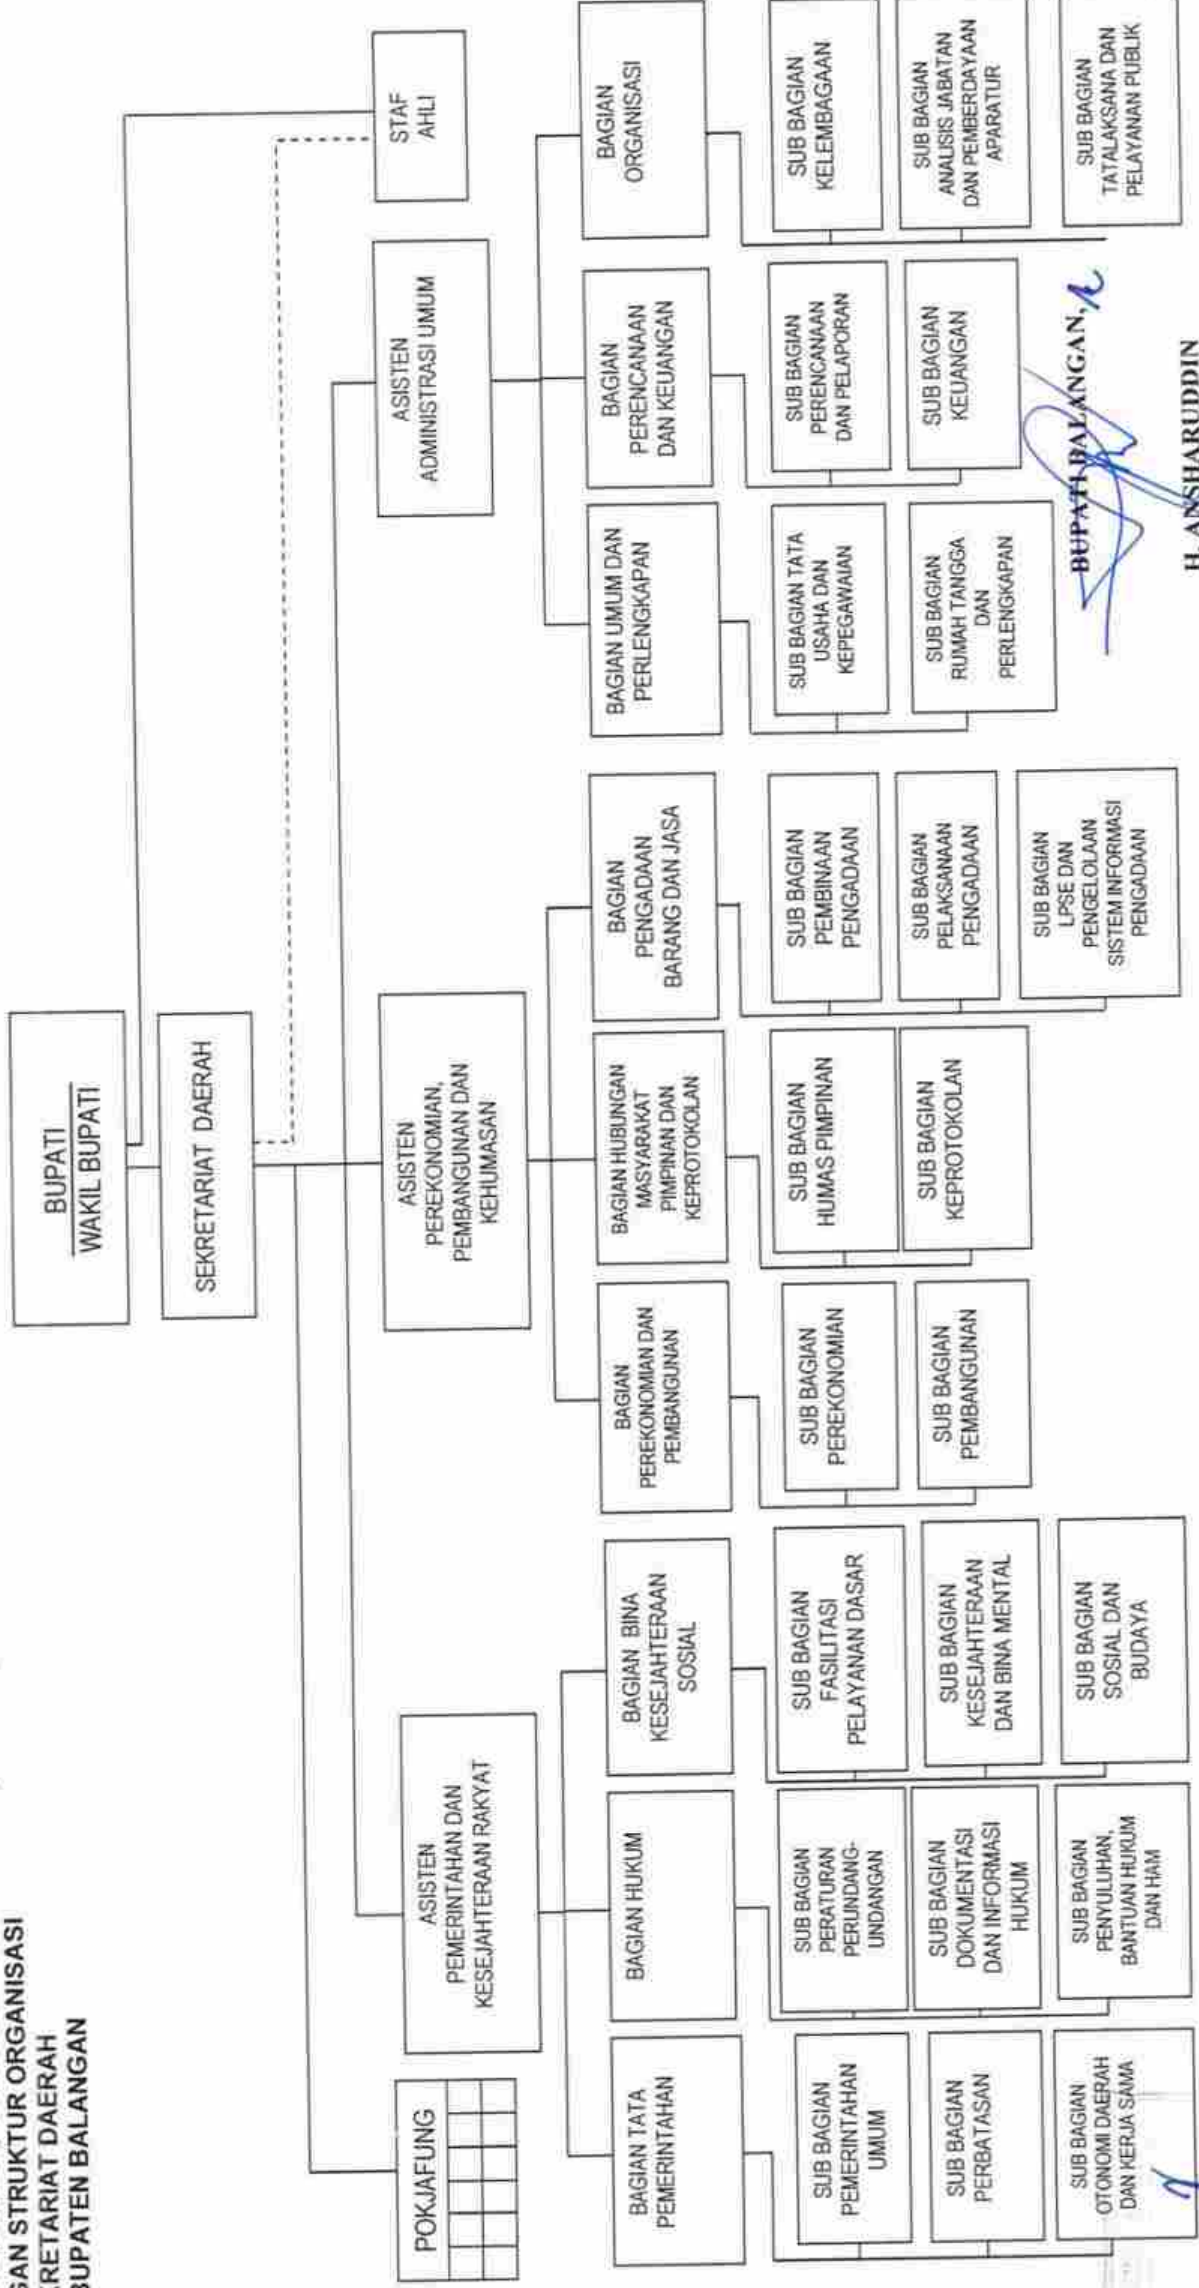 STRUKTUR ORGANISASI
DAERAH
BALANGAN
BUPATI
WAKIL BUPATI
SEKRETARIAT DAERAH
STAF
AHLI
POKJAFUNG
ASISTEN
PEMERINTAHAN DAN
KESEJAHTERAAN RAKYAT
ASISTEN
PEREKONOMIAN,
PEMBANGUNAN DAN
KEHUMASAN
ASISTEN
ADMINISTRASI UMUM
BAGIAN TATA
PEMERINTAHAN
BAGIAN HUKUM
BAGIAN BINA
KESEJAHTERAAN
SOSIAL
BAGIAN
PEREKONOMIAN DAN
PEMBANGUNAN
BAGIAN HUBUNGAN
MASYARAKAT
PIMPINAN DAN
KEPROTOKOLAN
BAGIAN
PENGADAAN
BARANG DAN JASA
BAGIAN UMUM DAN
PERLENGKAPAN
BAGIAN
PERENCANAAN
DAN KEUANGAN
BAGIAN
ORGANISASI
SUB BAGIAN
PEMERINTAHAN
UMUM
SUB BAGIAN
PERBATASAN
SUB BAGIAN
OTONOMI DAERAH
DAN KERJA SAMA
SUB BAGIAN
PERATURAN
PERUNDANG-
UNDANGAN
SUB BAGIAN
DOKUMENTASI
DAN INFORMASI
HUKUM
SUB BAGIAN
PENYULUHAN,
BANTUAN HUKUM
DAN HAM
SUB BAGIAN
FASILITASI
PELAYANAN DASAR
SUB BAGIAN
KESEJAHTERAAN
DAN BINA MENTAL
SUB BAGIAN
SOSIAL DAN
BUDAYA
SUB BAGIAN
PEREKONOMIAN
SUB BAGIAN
PEMBANGUNAN
SUB BAGIAN
HUMAS PIMPINAN
SUB BAGIAN
KEPROTOKOLAN
SUB BAGIAN
PEMBINAAN
PENGADAAN
SUB BAGIAN
PELAKSANAAN
PENGADAAN
SUB BAGIAN
LPSE DAN
PENGELOLAAN
SISTEM INFORMASI
PENGADAAN
SUB BAGIAN TATA
USAHA DAN
KEPEGAWAIAN
SUB BAGIAN
RUMAH TANGGA
DAN
PERLENGKAPAN
SUB BAGIAN
PERENCANAAN
DAN PELAPORAN
SUB BAGIAN
KEUANGAN
SUB BAGIAN
KELEMBAGAAN
SUB BAGIAN
ANALISIS JABATAN
DAN PEMBERDAYAAN
APARATUR
SUB BAGIAN
TATALAKSANA DAN
PELAYANAN PUBLIK
BUPATI BALANGAN,
H. ANSHARUDDIN